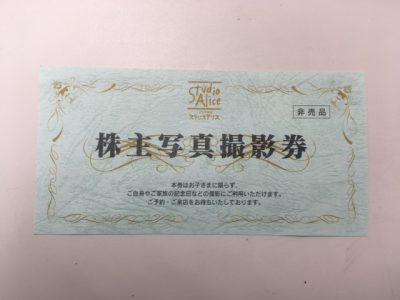 Studio
Alice
スタジオアリス
非売品
株主写真撮影券
本券はお子さまに限らず、
ご自身やご家族の記念日などの撮影にご利用いただけます。
ご予約・ご来店をお待ちいたしております。